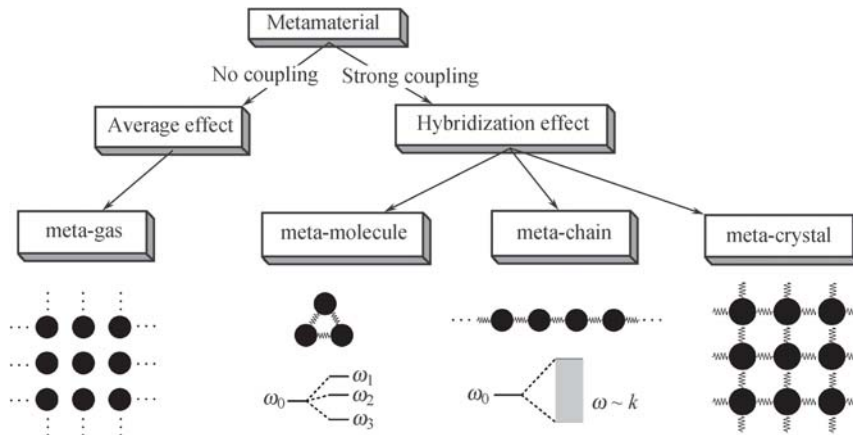 Metamaterial
No coupling
Strong coupling
Average effect
Hybridization effect
meta-gas
meta-molecule
meta-chain
meta-crystal
ω₀
ω₁
ω₂
ω₃
ω₀
ω ~ k